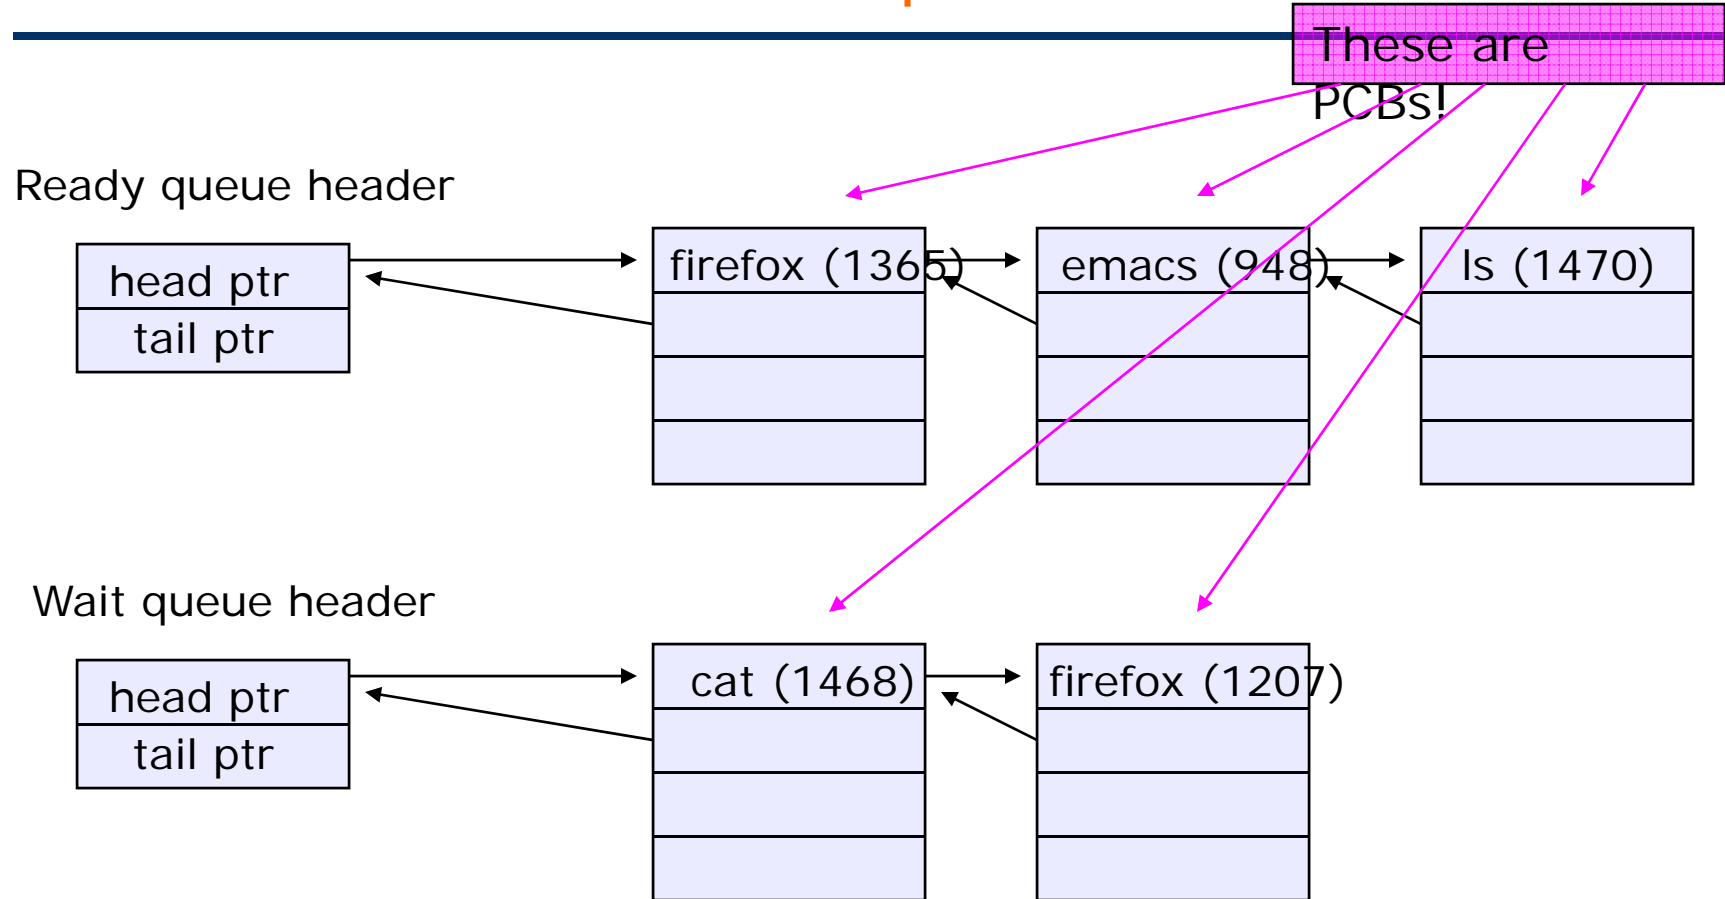 These are
PCBs!
Ready queue header
head ptr
tail ptr
firefox (1365)
emacs (948)
ls (1470)
Wait queue header
head ptr
tail ptr
cat (1468)
firefox (1207)